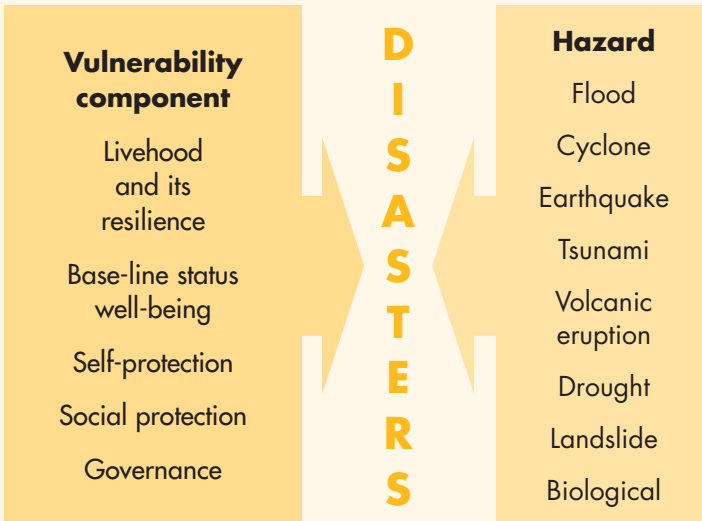 Vulnerability
component
Livehood
and its
resilience
Base-line status
well-being
Self-protection
Social protection
Governance
D
I
S
A
S
T
E
R
S
Hazard
Flood
Cyclone
Earthquake
Tsunami
Volcanic
eruption
Drought
Landslide
Biological